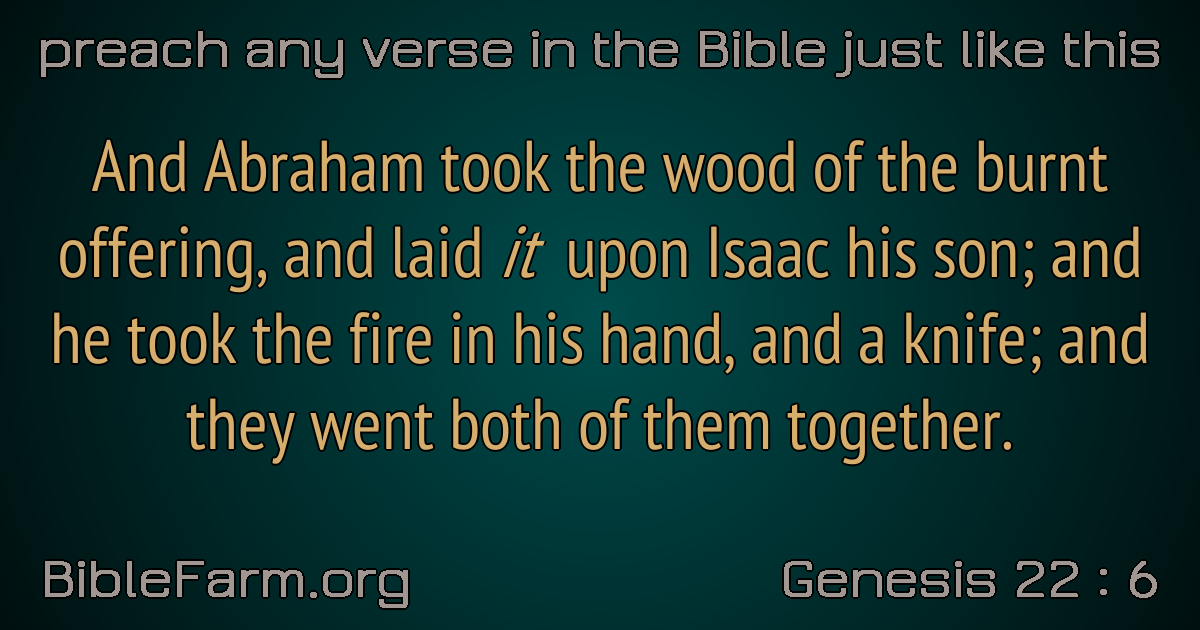 preach any verse in the Bible just like this
And Abraham took the wood of the burnt
offering, and laid it upon Isaac his son; and
he took the fire in his hand, and a knife; and
they went both of them together.
BibleFarm.org
Genesis 22 : 6